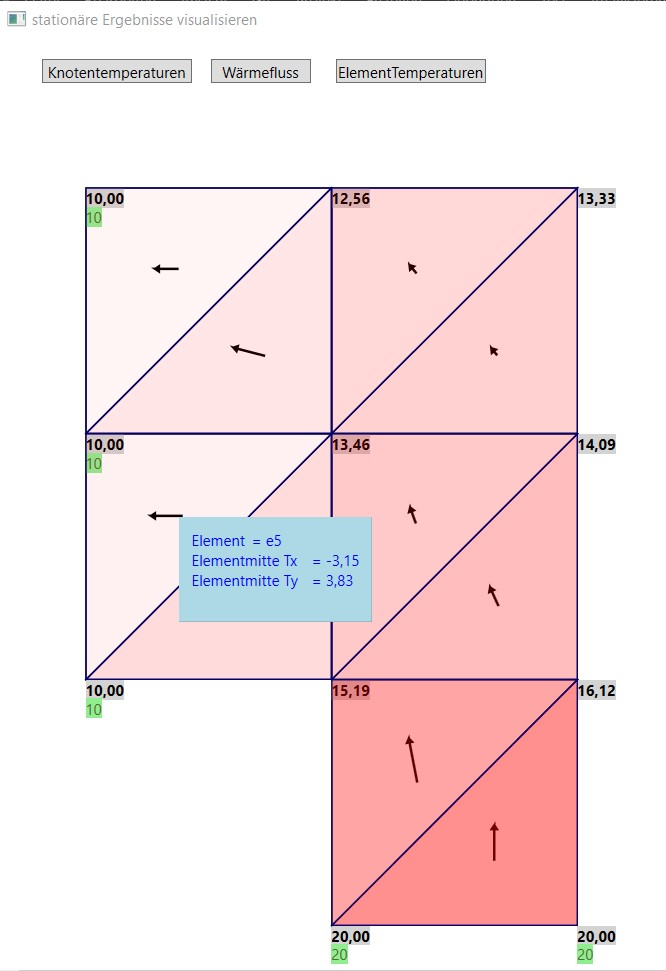 stationäre Ergebnisse visualisieren
Knotentemperaturen Wärmefluss ElementTemperaturen
10,00 12,56 13,33
10
10,00 13,46 14,09
10
Element = e5
Elementmitte Tx = -3,15
Elementmitte Ty = 3,83
10,00 15,19 16,12
10
20,00 20,00
20 20